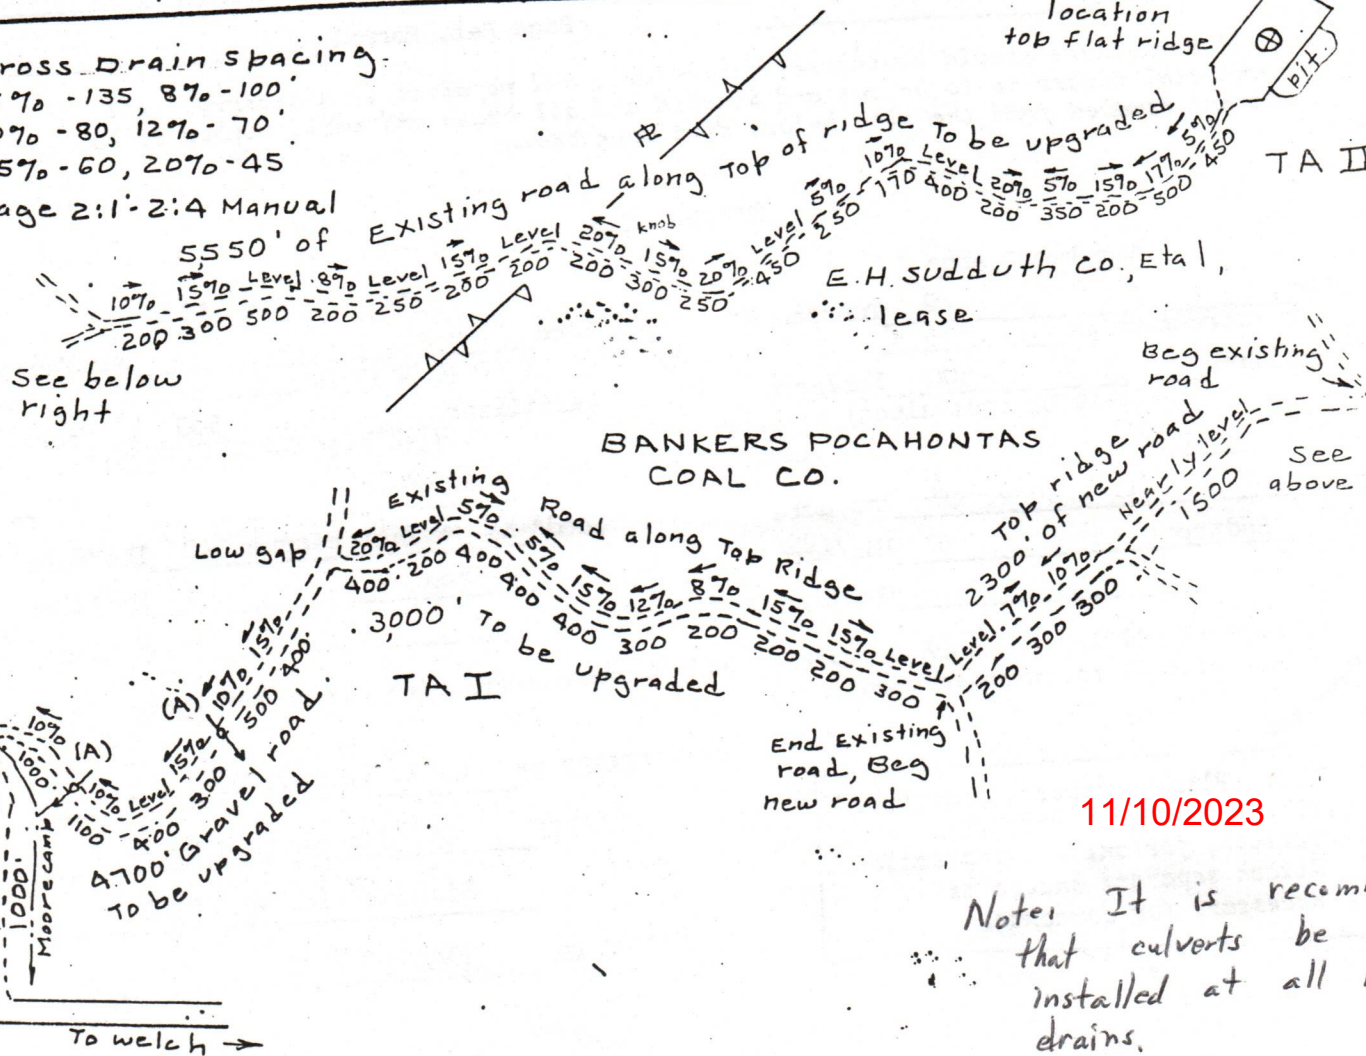 ross Drain spacing.
% -135, 8% -100'
% -80, 12% - 70'
5% -60, 20% -45
age 2:1 - 2:4 Manual
5,550' of Existing road along Top of ridge To be upgraded
location
top flat ridge
pit.
TA II
10% 15% Level 8% Level 15% Level 20% knob 15% 20% Level 5% 10% Level 20% 5% 15% 17% 5%
200 300 500 200 250 200 200 200 300 250 450 250 170 400 200 350 200 500 450
E.H. Sudduth Co., Etal,
lease
See below
right
Beg existing
road
See
above
BANKERS POCAHONTAS
COAL CO.
Top ridge
2300' of new road
Level 7% 10% Nearly level
200 300 300 1500
Existing Road along Top Ridge
Low gap
20% Level 5% 5% 15% 12% 8% 15% 15% Level
400 200 400 400 400 300 200 200 200 300
3,000' To be upgraded
TA I
End Existing
road, Beg
new road
10% (A) 10% Level 15% (A) 10% 15%
1000 1100 400 300 500 400
4,700' Gravel road.
To be upgraded
1000'
Moorecamp
To welch
11/10/2023
Note, It is
that culverts be
installed at all
drains.